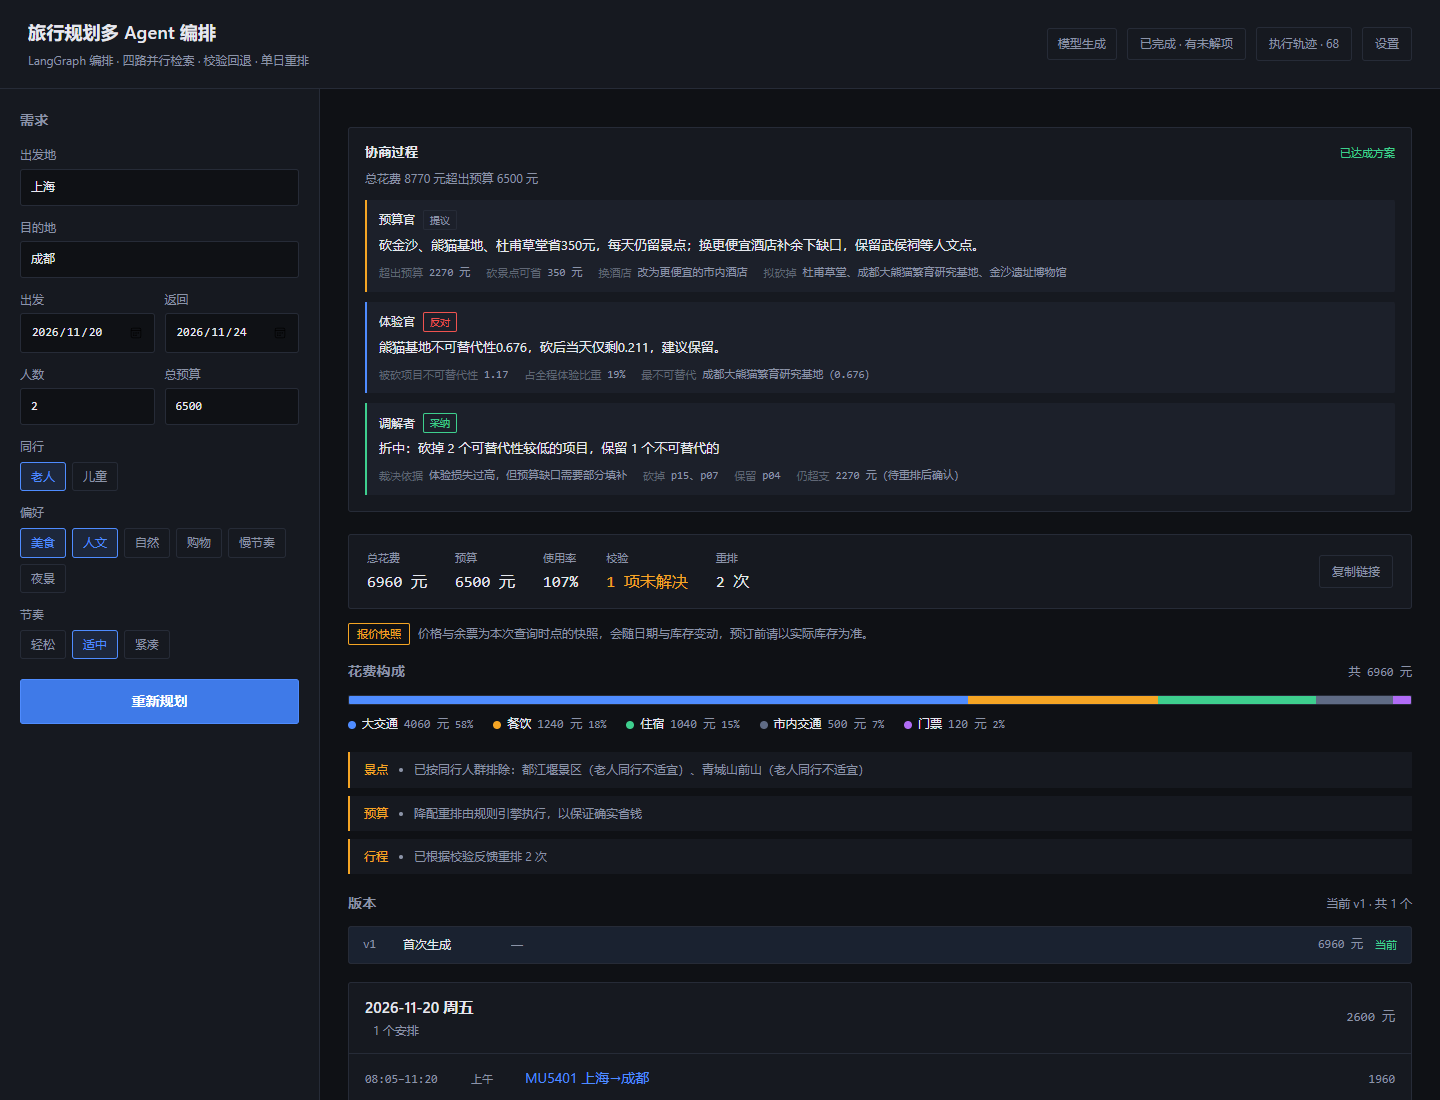 旅行规划多 Agent 编排
LangGraph 编排 · 四路并行检索 · 校验回退 · 单日重排
模型生成
已完成 · 有未解项
执行轨迹 · 68
设置
需求
出发地
上海
目的地
成都
出发 返回
2026/11/20 2026/11/24
人数 总预算
2 6500
同行
老人 儿童
偏好
美食 人文 自然 购物 慢节奏
夜景
节奏
轻松 适中 紧凑
重新规划
协商过程 已达成方案
总花费 8770 元超出预算 6500 元
预算官 提议
砍金沙、熊猫基地、杜甫草堂省350元，每天仍留景点；换更便宜酒店补余下缺口，保留武侯祠等人文点。
超出预算 2270 元 砍景点可省 350 元 换酒店 改为更便宜的市内酒店 拟砍掉 杜甫草堂、成都大熊猫繁育研究基地、金沙遗址博物馆
体验官 反对
熊猫基地不可替代性0.676，砍后当天仅剩0.211，建议保留。
被砍项目不可替代性 1.17 占全程体验比重 19% 最不可替代 成都大熊猫繁育研究基地（0.676）
调解者 采纳
折中：砍掉 2 个可替代性较低的项目，保留 1 个不可替代的
裁决依据 体验损失过高，但预算缺口需要部分填补 砍掉 p15、p07 保留 p04 仍超支 2270 元（待重排后确认）
总花费 预算 使用率 校验 重排
6960 元 6500 元 107% 1 项未解决 2 次
复制链接
报价快照 价格与余票为本次查询时点的快照，会随日期与库存变动，预订前请以实际库存为准。
花费构成 共 6960 元
大交通 4060 元 58% 餐饮 1240 元 18% 住宿 1040 元 15% 市内交通 500 元 7% 门票 120 元 2%
景点 • 已按同行人群排除：都江堰景区（老人同行不适宜）、青城山前山（老人同行不适宜）
预算 • 降配重排由规则引擎执行，以保证确实省钱
行程 • 已根据校验反馈重排 2 次
版本 当前 v1 · 共 1 个
v1 首次生成 — 6960 元 当前
2026-11-20 周五
1 个安排
2600 元
08:05–11:20 上午 MU5401 上海→成都 1960